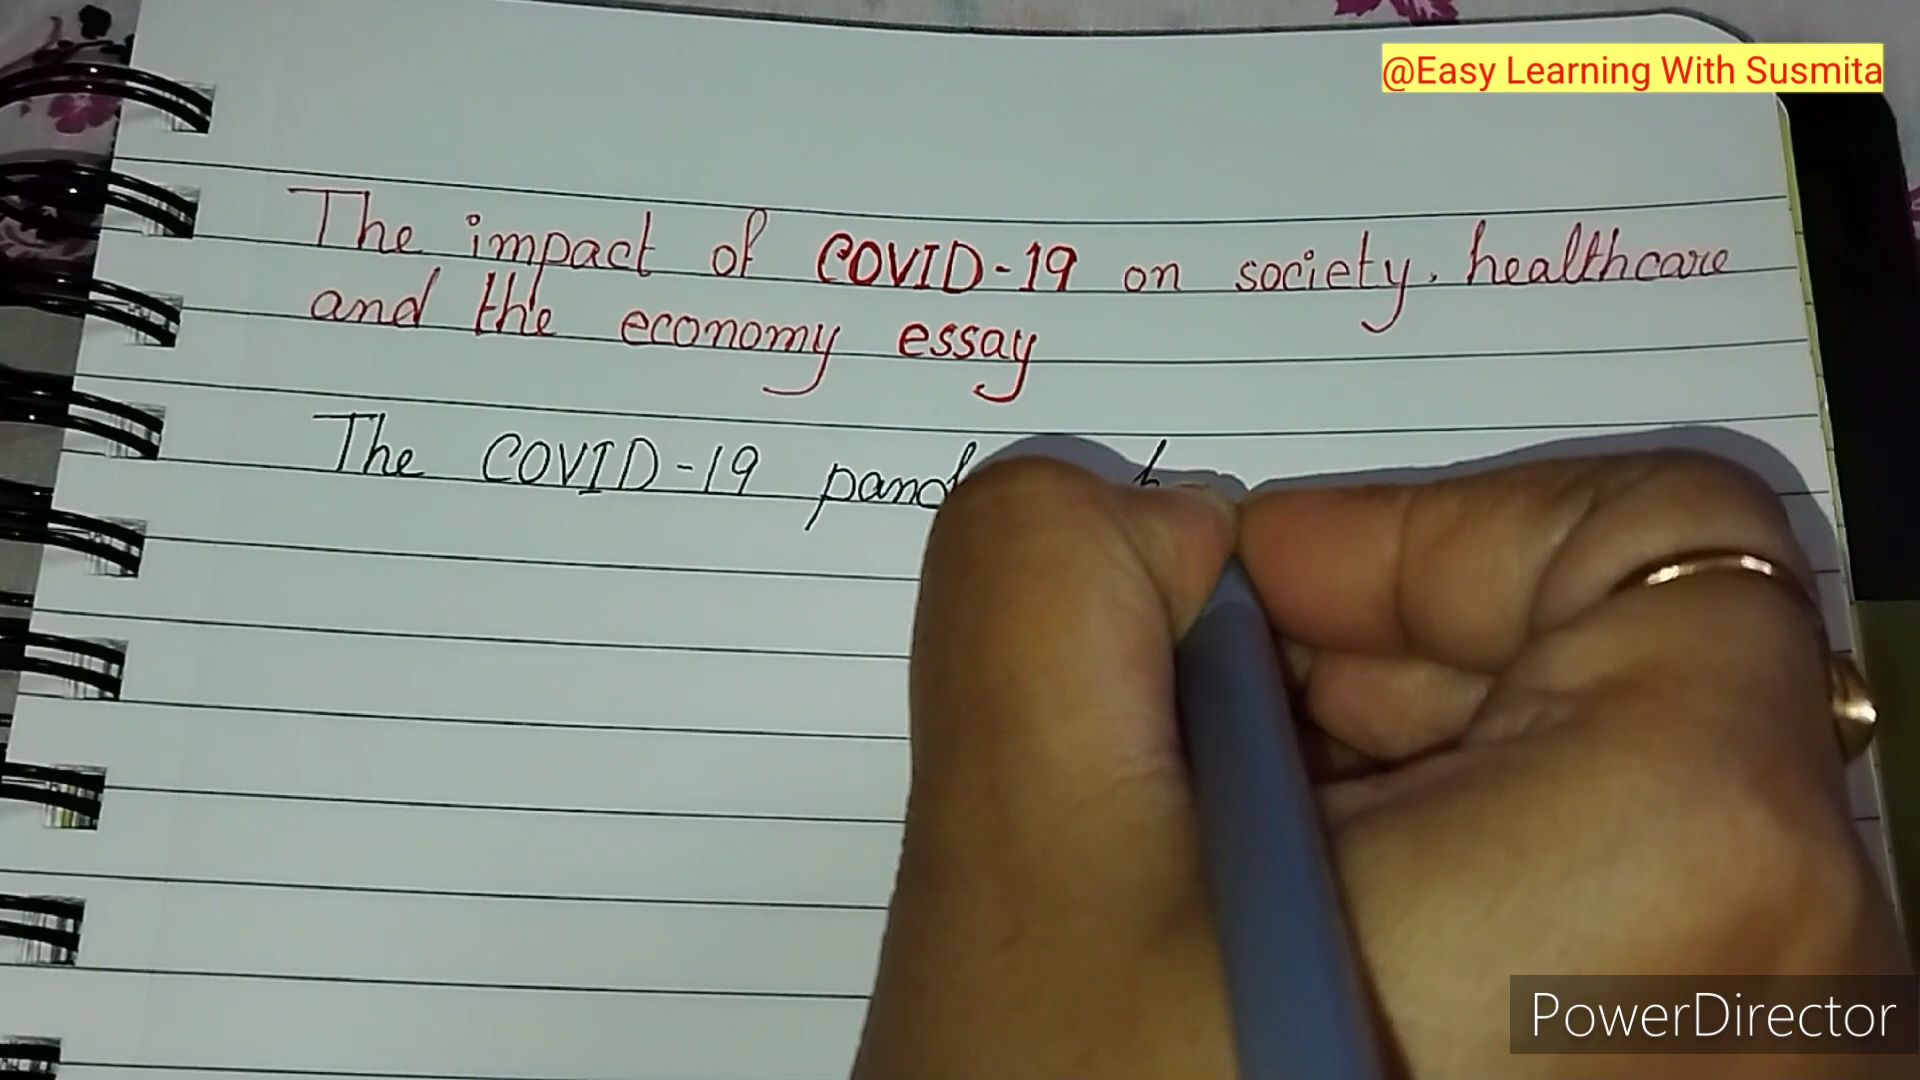 @Easy Learning With Susmita
The impact of COVID-19 on society, healthcare
and the economy essay
The COVID-19
PowerDirector